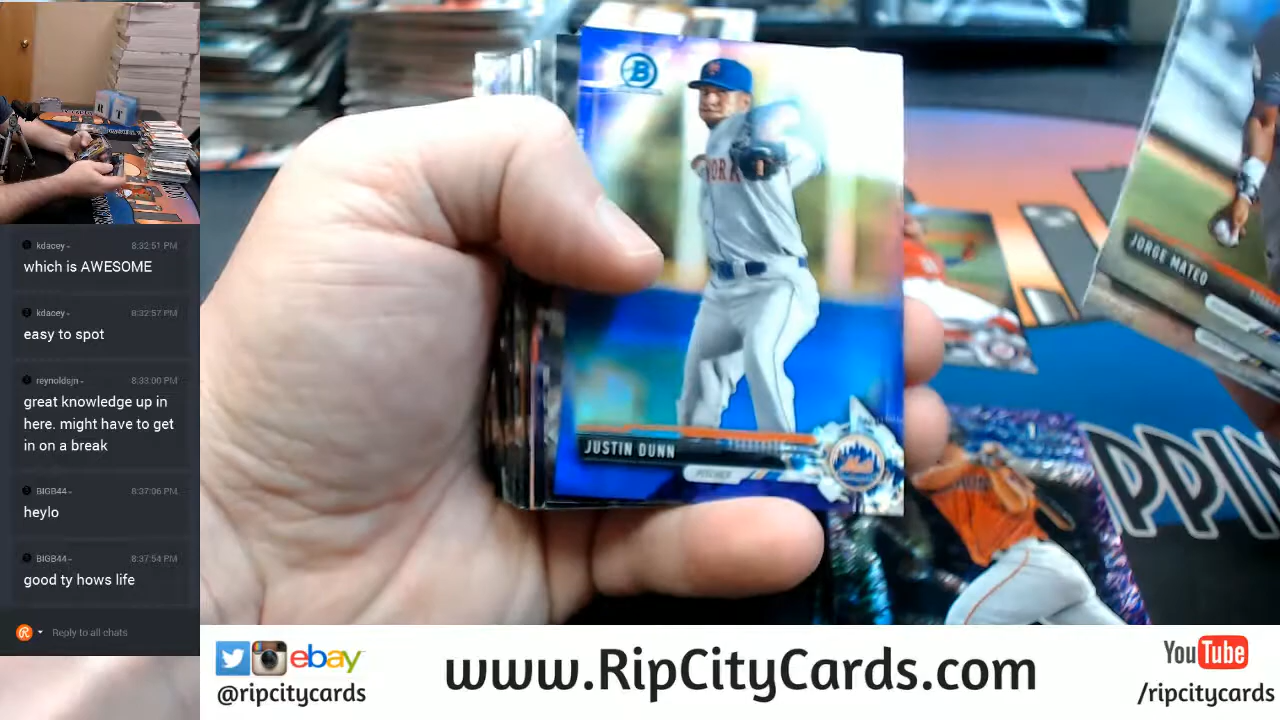 kdacey
8:32:51 PM
which is AWESOME
kdacey
8:32:57 PM
easy to spot
reynoldsjn
8:33:00 PM
great knowledge up in
here. might have to get
in on a break
BIGB44
8:37:06 PM
heylo
BIGB44
8:37:54 PM
good ty hows life
Reply to all chats
B
YORK
JUSTIN DUNN
PITCHER
Mets
JORGE MATEO
PPIN
ebay
@ripcitycards
www.RipCityCards.com
YouTube
/ripcitycards